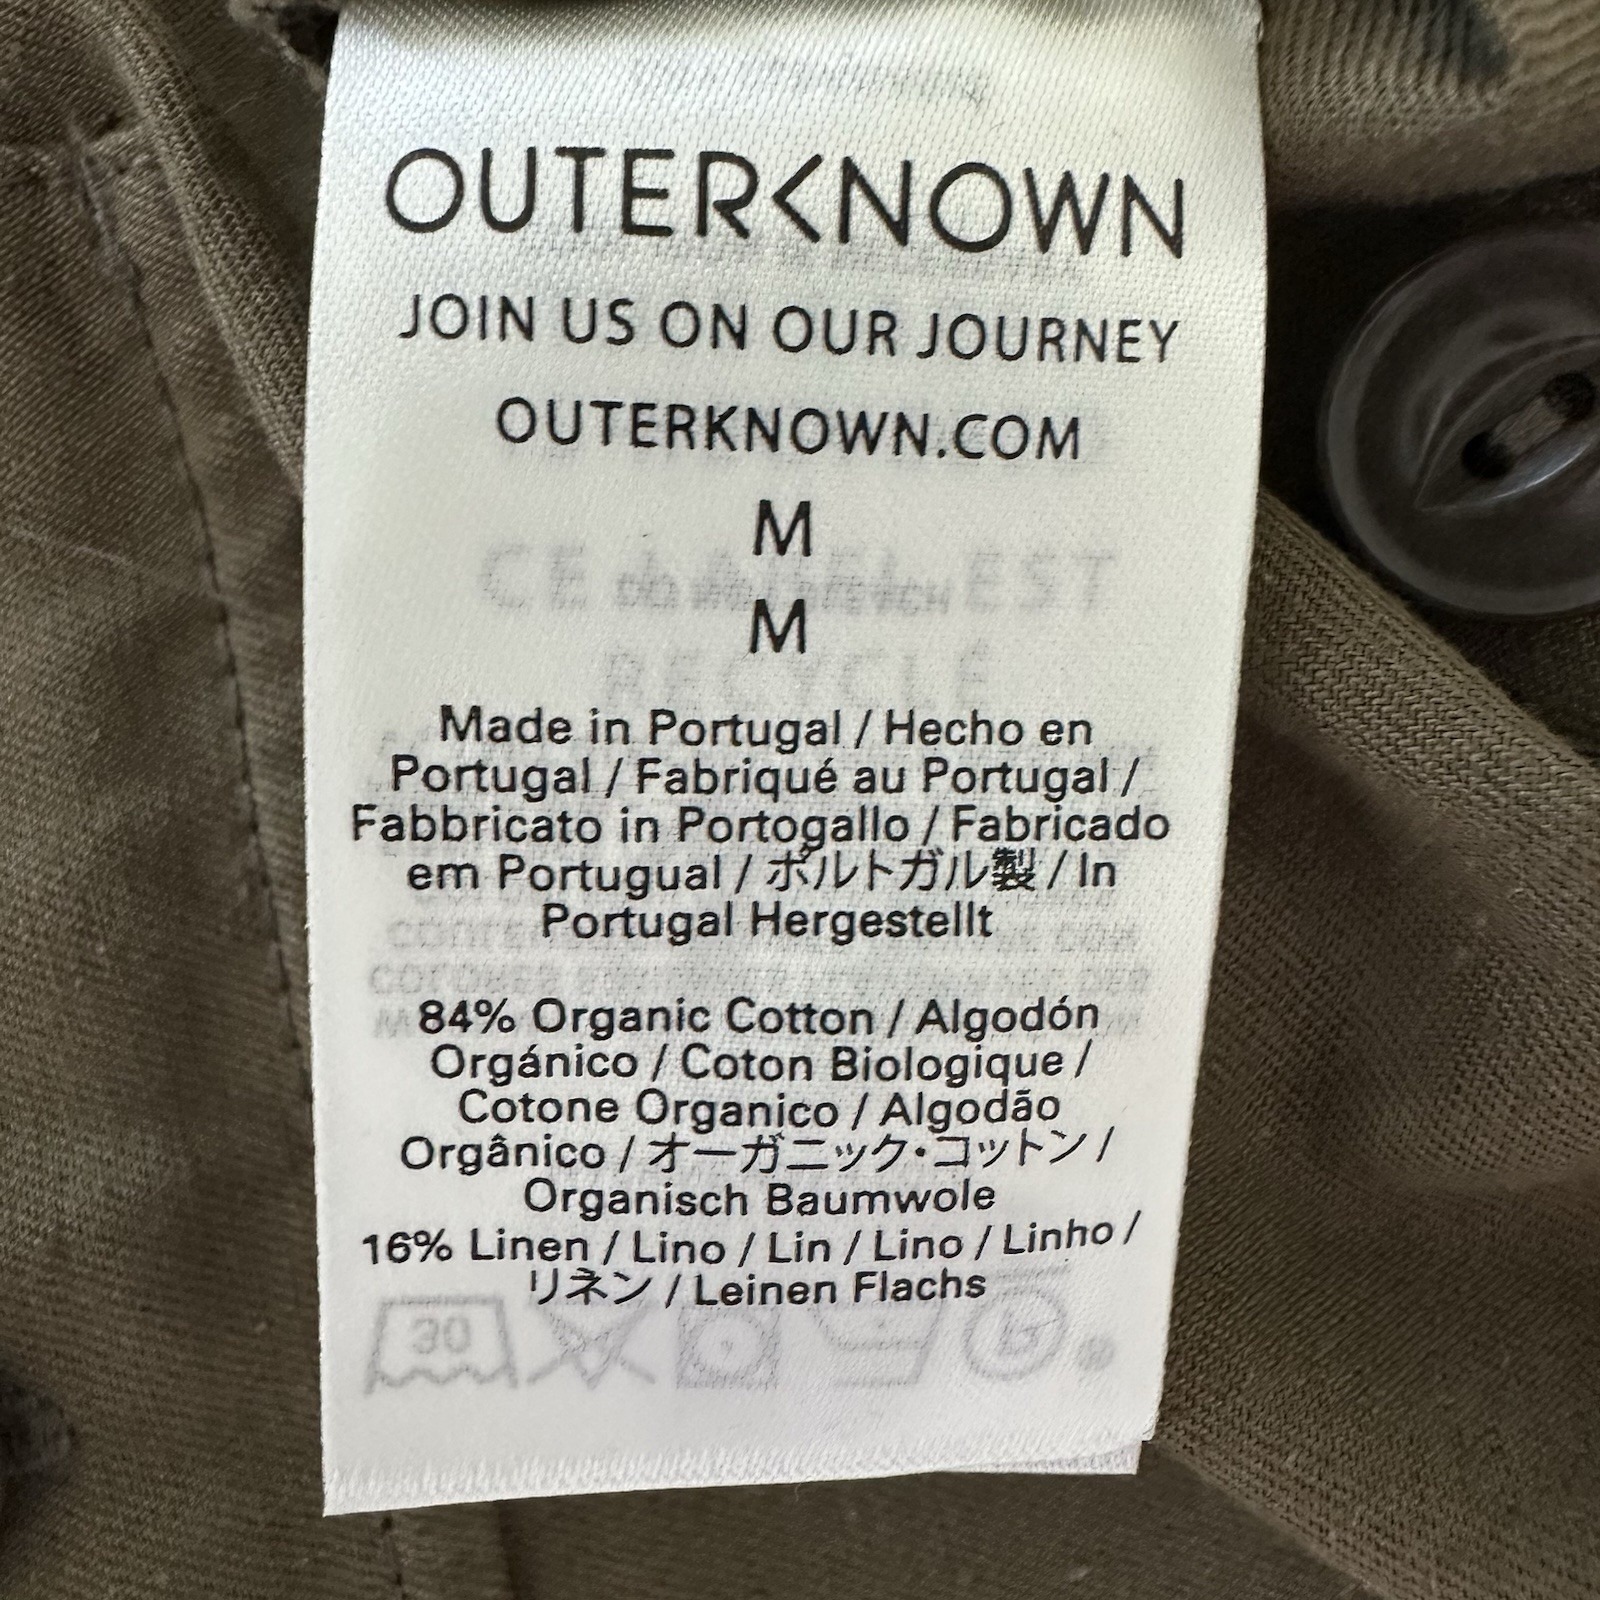 OUTERKNOWN
JOIN US ON OUR JOURNEY
OUTERKNOWN.COM
M
M
Made in Portugal / Hecho en
Portugal / Fabriqué au Portugal /
Fabbricato in Portogallo / Fabricado
em Portugual / ポルトガル製 / In
Portugal Hergestellt
84% Organic Cotton / Algodón
Orgánico / Coton Biologique /
Cotone Organico / Algodão
Orgânico / オーガニック・コットン /
Organisch Baumwole
16% Linen / Lino / Lin / Lino / Linho /
リネン / Leinen Flachs
30